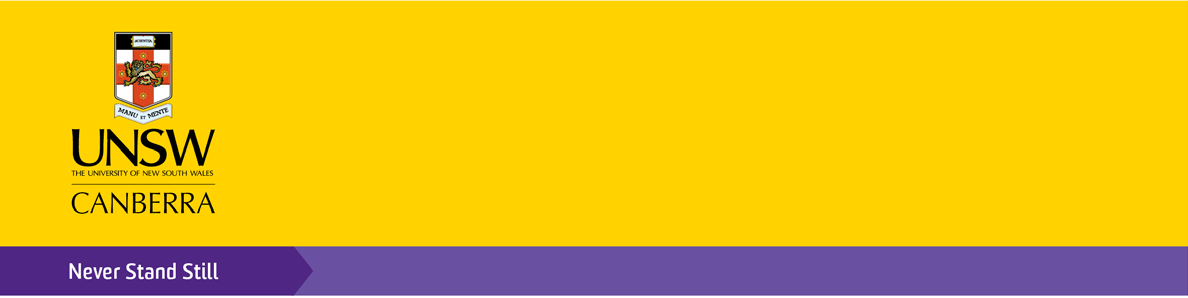 SCIENTIA
MANU ET MENTE
UNSW
THE UNIVERSITY OF NEW SOUTH WALES
CANBERRA
Never Stand Still